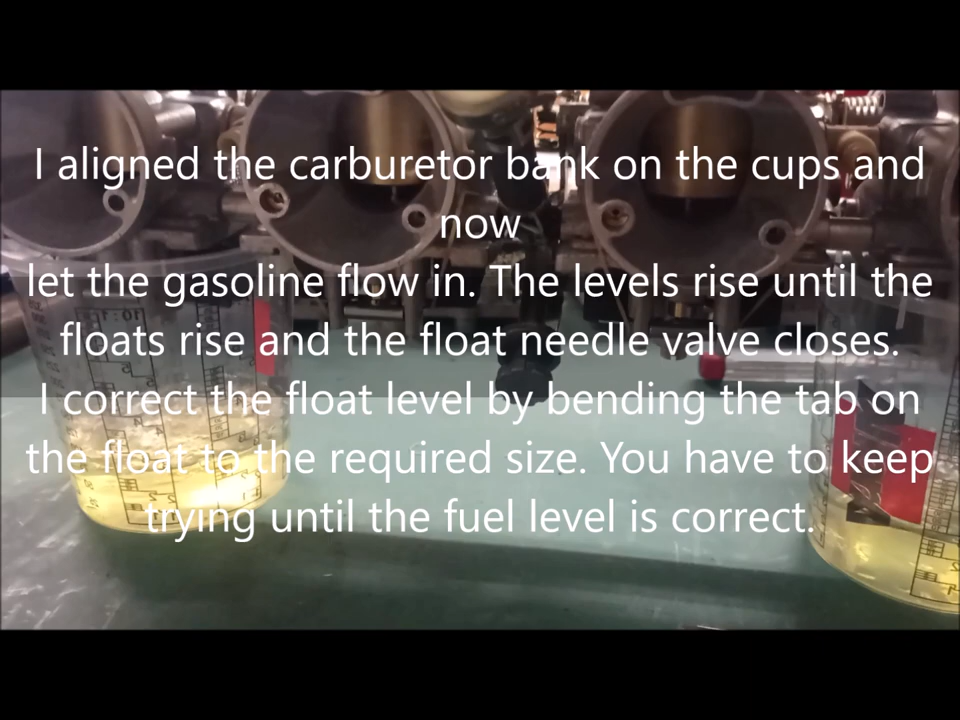 I aligned the carburetor bank on the cups and
now
let the gasoline flow in. The levels rise until the
floats rise and the float needle valve closes.
I correct the float level by bending the tab on
the float to the required size. You have to keep
trying until the fuel level is correct.